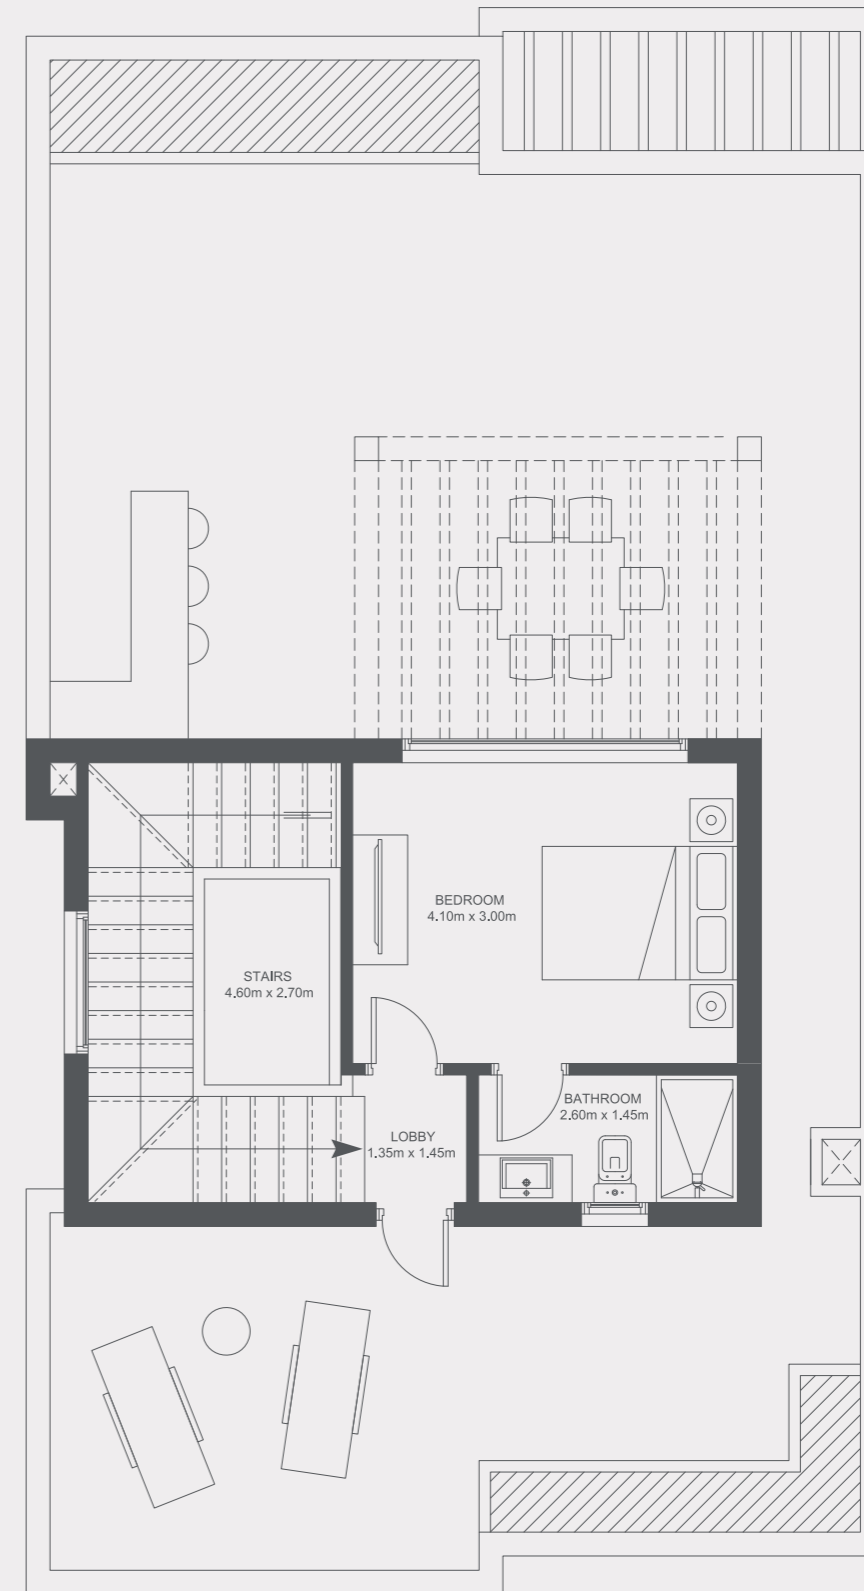 BEDROOM
4.10m x 3.00m
STAIRS
4.60m x 2.70m
BATHROOM
2.60m x 1.45m
LOBBY
1.35m x 1.45m